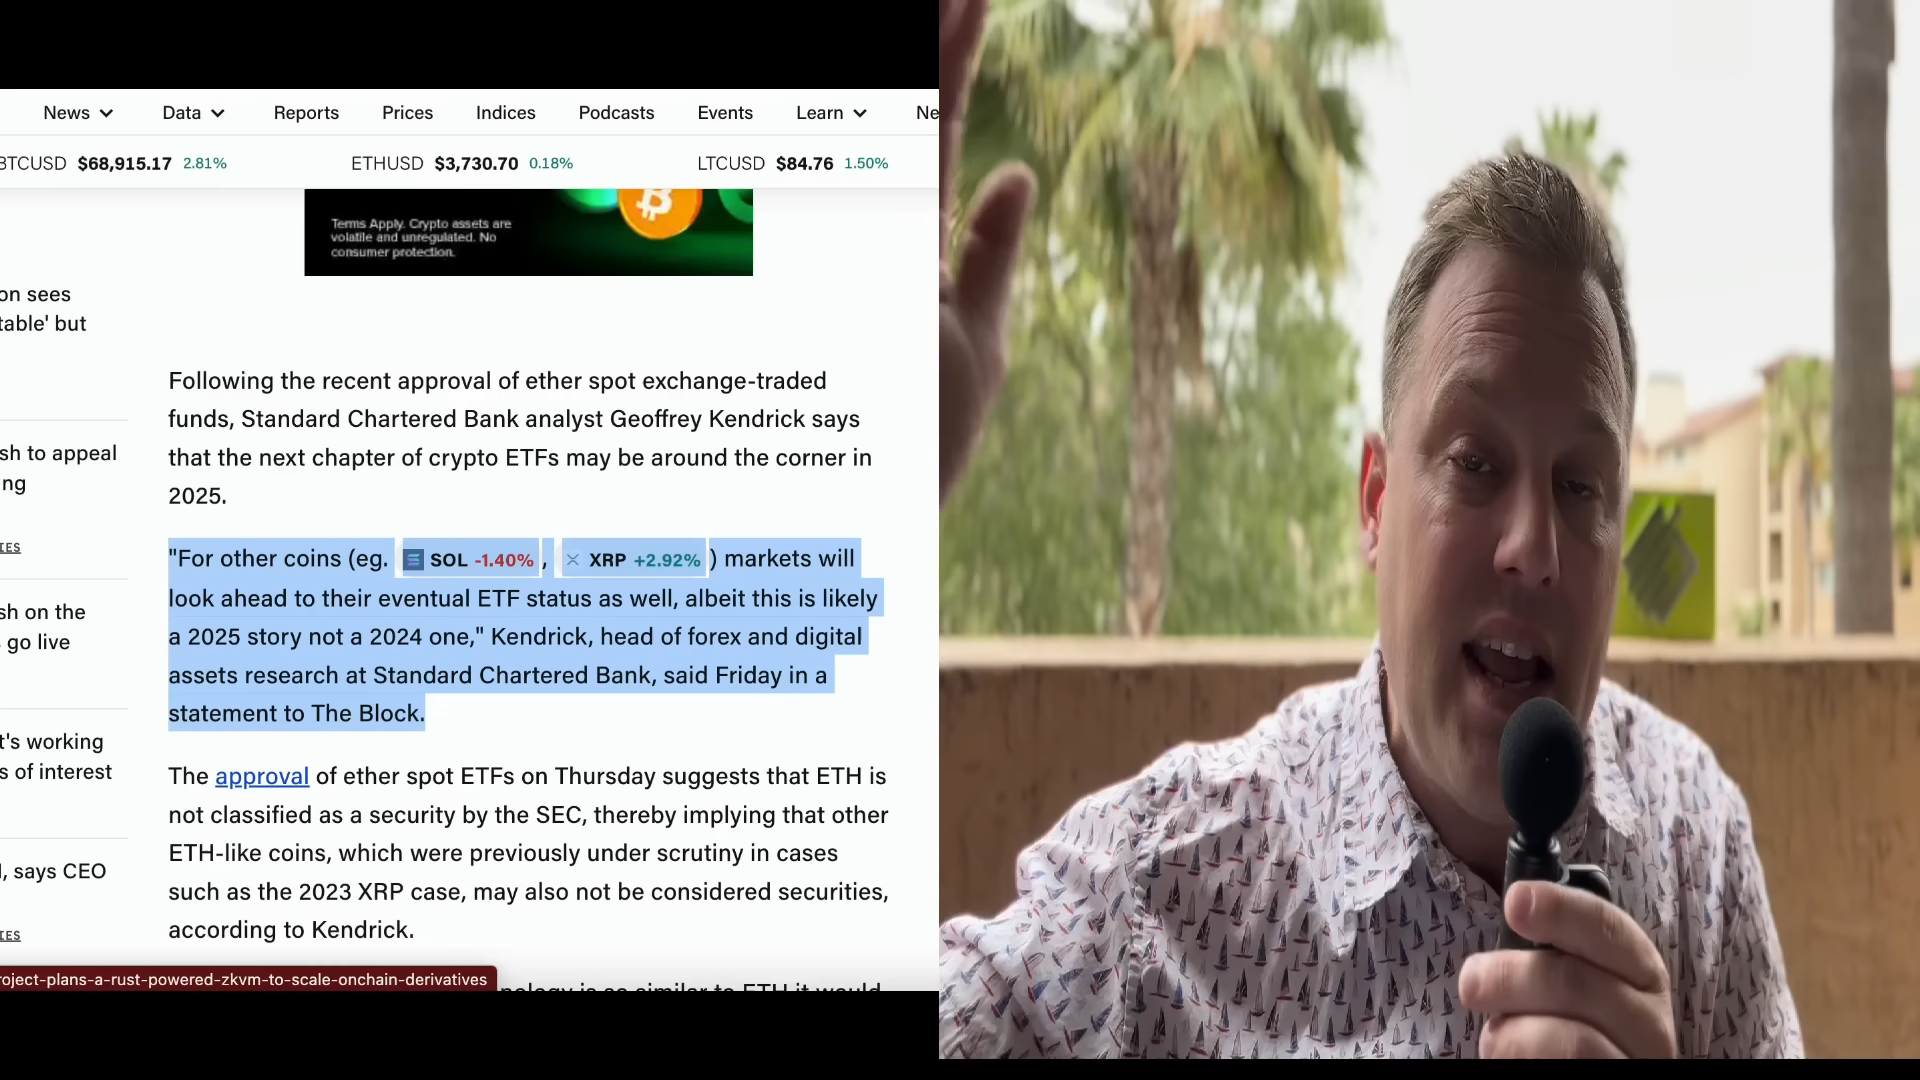 News Data Reports Prices Indices Podcasts Events Learn
BTCUSD $68,915.17 2.81% ETHUSD $3,730.70 0.18% LTCUSD $84.76 1.50%
Terms Apply. Crypto assets are
volatile and unregulated. No
consumer protection.
on sees
table' but
sh to appeal
ng
IES
sh on the
go live
t's working
s of interest
, says CEO
IES
Following the recent approval of ether spot exchange-traded
funds, Standard Chartered Bank analyst Geoffrey Kendrick says
that the next chapter of crypto ETFs may be around the corner in
2025.
"For other coins (eg. SOL -1.40%, XRP +2.92%) markets will
look ahead to their eventual ETF status as well, albeit this is likely
a 2025 story not a 2024 one," Kendrick, head of forex and digital
assets research at Standard Chartered Bank, said Friday in a
statement to The Block.
The approval of ether spot ETFs on Thursday suggests that ETH is
not classified as a security by the SEC, thereby implying that other
ETH-like coins, which were previously under scrutiny in cases
such as the 2023 XRP case, may also not be considered securities,
according to Kendrick.
roject-plans-a-rust-powered-zkvm-to-scale-onchain-derivatives
is so similar to ETH it would